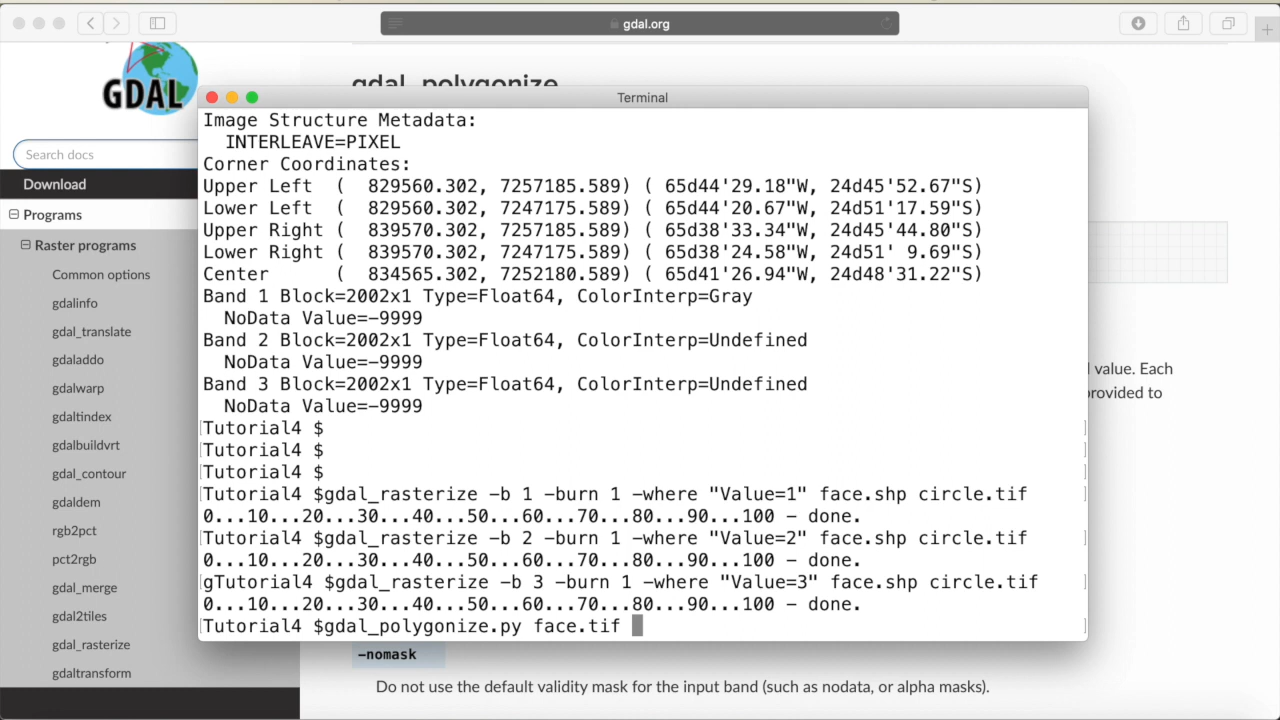 gdal.org
GDAL
gdal_polygonize
Search docs
Download
Programs
Raster programs
Common options
gdalinfo
gdal_translate
gdaladdo
gdalwarp
gdaltindex
gdalbuildvrt
gdal_contour
gdaldem
rgb2pct
pct2rgb
gdal_merge
gdal2tiles
gdal_rasterize
gdaltransform
Terminal
Image Structure Metadata:
  INTERLEAVE=PIXEL
Corner Coordinates:
Upper Left  (  829560.302, 7257185.589) ( 65d44'29.18"W, 24d45'52.67"S)
Lower Left  (  829560.302, 7247175.589) ( 65d44'20.67"W, 24d51'17.59"S)
Upper Right (  839570.302, 7257185.589) ( 65d38'33.34"W, 24d45'44.80"S)
Lower Right (  839570.302, 7247175.589) ( 65d38'24.58"W, 24d51' 9.69"S)
Center      (  834565.302, 7252180.589) ( 65d41'26.94"W, 24d48'31.22"S)
Band 1 Block=2002x1 Type=Float64, ColorInterp=Gray
  NoData Value=-9999
Band 2 Block=2002x1 Type=Float64, ColorInterp=Undefined
  NoData Value=-9999
Band 3 Block=2002x1 Type=Float64, ColorInterp=Undefined
  NoData Value=-9999
Tutorial4 $
Tutorial4 $
Tutorial4 $
Tutorial4 $gdal_rasterize -b 1 -burn 1 -where "Value=1" face.shp circle.tif
0...10...20...30...40...50...60...70...80...90...100 - done.
Tutorial4 $gdal_rasterize -b 2 -burn 1 -where "Value=2" face.shp circle.tif
0...10...20...30...40...50...60...70...80...90...100 - done.
gTutorial4 $gdal_rasterize -b 3 -burn 1 -where "Value=3" face.shp circle.tif
0...10...20...30...40...50...60...70...80...90...100 - done.
Tutorial4 $gdal_polygonize.py face.tif
value. Each
provided to
-nomask
Do not use the default validity mask for the input band (such as nodata, or alpha masks).